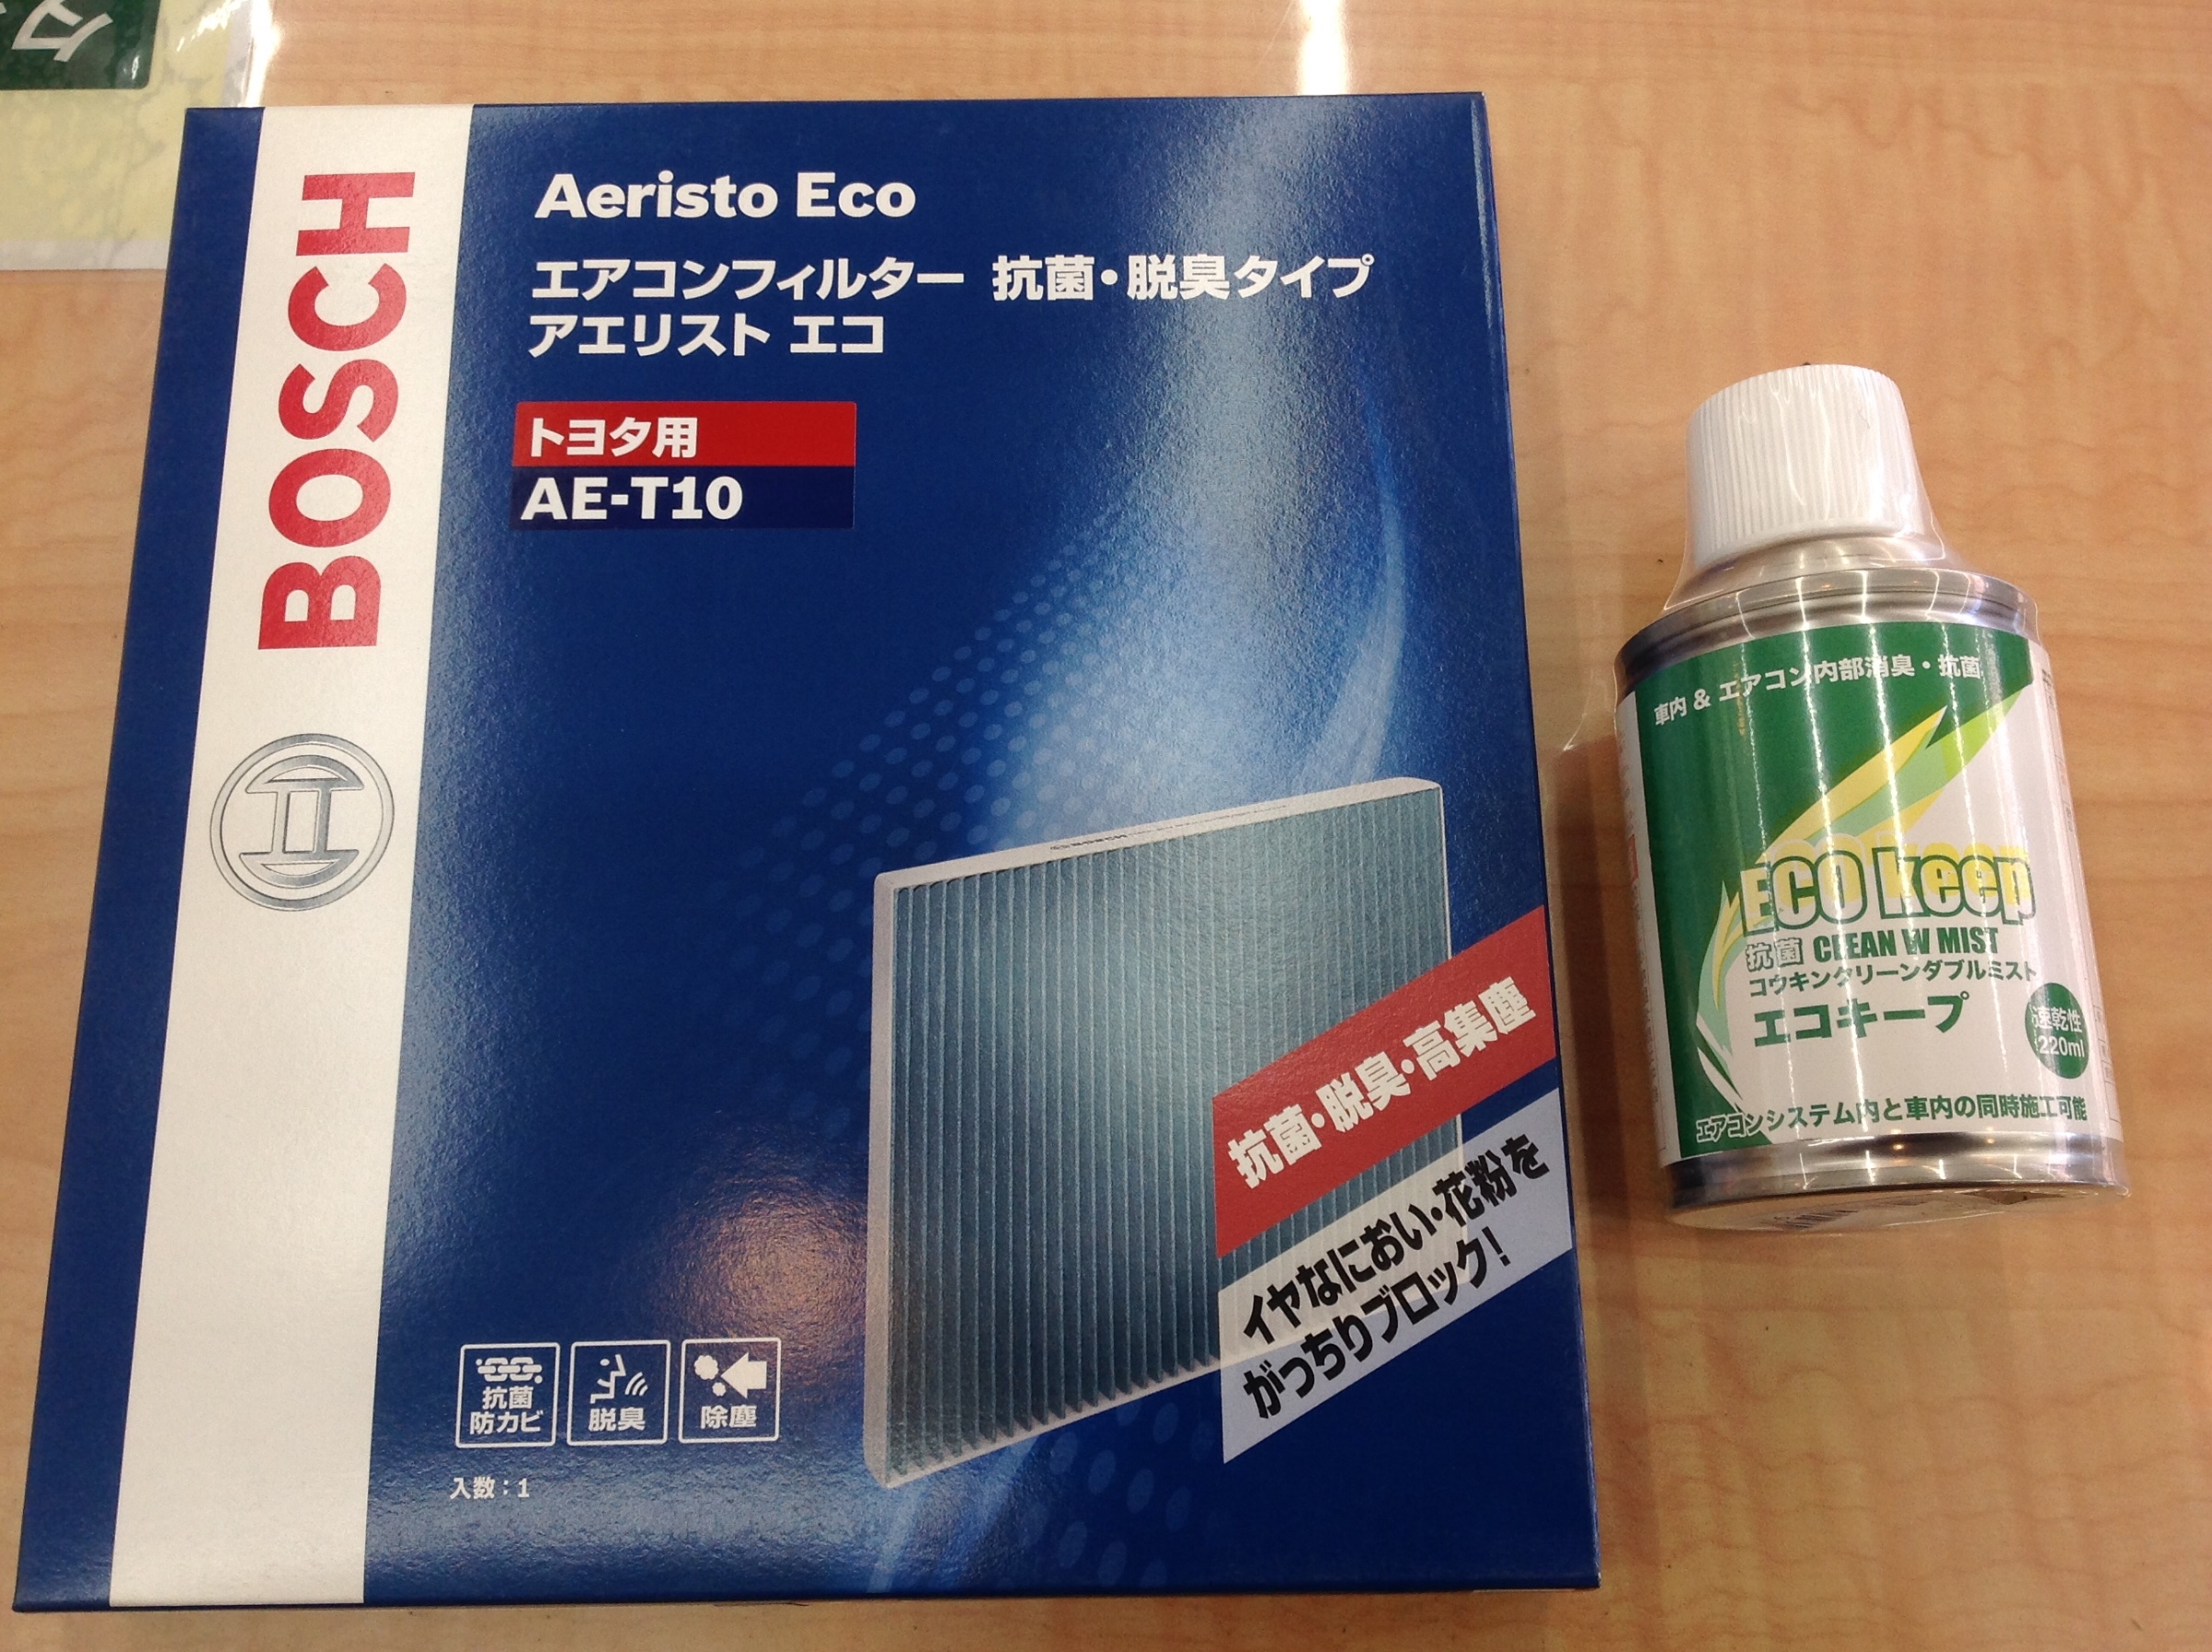 BOSCH
Aeristo Eco
エアコンフィルター 抗菌・脱臭タイプ
アエリスト エコ
トヨタ用
AE-T10
抗菌・脱臭・高集塵
イヤなにおい・花粉を
がっちりブロック!
抗菌
防カビ
脱臭
除塵
入数:1
車内 & エアコン内部消臭・抗菌
ECO keep
抗菌 CLEAN W MIST
コウキンクリーンダブルミスト
エコキープ
速乾性
220ml
エアコンシステム内と車内の同時施工可能